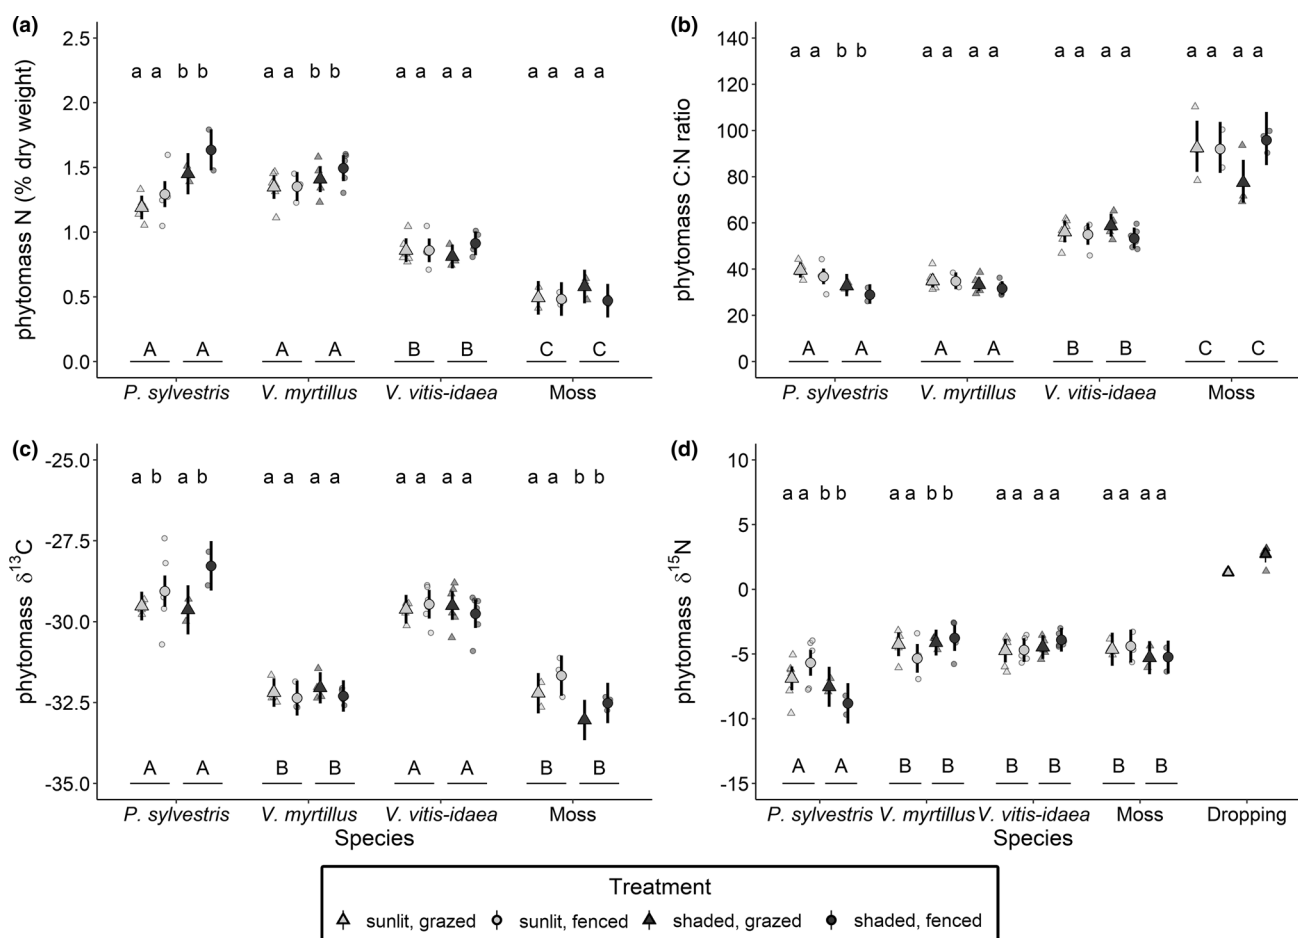 (a)
phytomass N (% dry weight)
2.5
2.0
1.5
1.0
0.5
0.0
a a b b a a b b a a a a a a a a
A A A A B B C C
P. sylvestris V. myrtillus V. vitis-idaea Moss
(b)
phytomass C:N ratio
140
120
100
80
60
40
20
0
a a b b a a a a a a a a a a a a
A A A A B B C C
P. sylvestris V. myrtillus V. vitis-idaea Moss
(c)
phytomass δ13C
-25.0
-27.5
-30.0
-32.5
-35.0
a b a b a a a a a a a a a a b b
A A B B A A B B
P. sylvestris V. myrtillus V. vitis-idaea Moss
Species
(d)
phytomass δ15N
10
5
0
-5
-10
-15
a a b b a a b b a a a a a a a a
A A B B B B B B
P. sylvestris V. myrtillus V. vitis-idaea Moss Dropping
Species
Treatment
sunlit, grazed sunlit, fenced shaded, grazed shaded, fenced